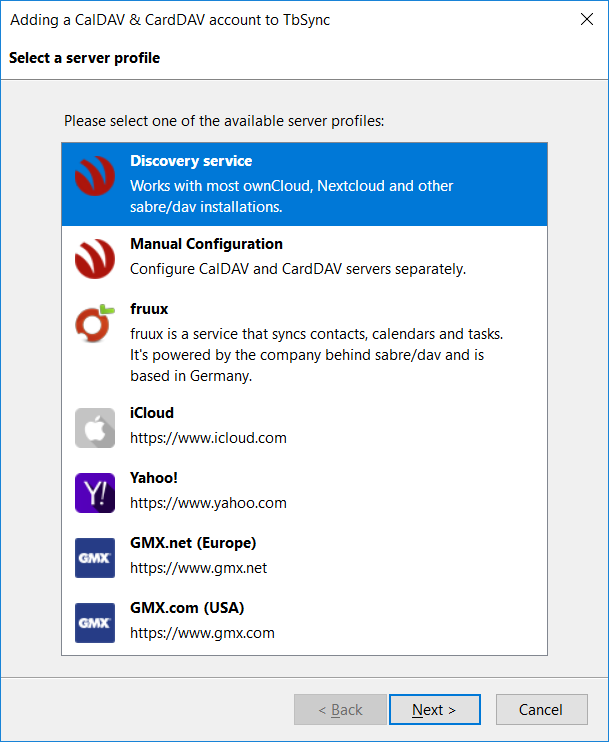 Adding a CalDAV & CardDAV account to TbSync
Select a server profile
Please select one of the available server profiles:
Discovery service
Works with most ownCloud, Nextcloud and other
sabre/dav installations.
Manual Configuration
Configure CalDAV and CardDAV servers separately.
fruux
fruux is a service that syncs contacts, calendars and tasks.
It's powered by the company behind sabre/dav and is
based in Germany.
iCloud
https://www.icloud.com
Y!
Yahoo!
https://www.yahoo.com
GMX
GMX.net (Europe)
https://www.gmx.net
GMX
GMX.com (USA)
https://www.gmx.com
< Back
Next >
Cancel